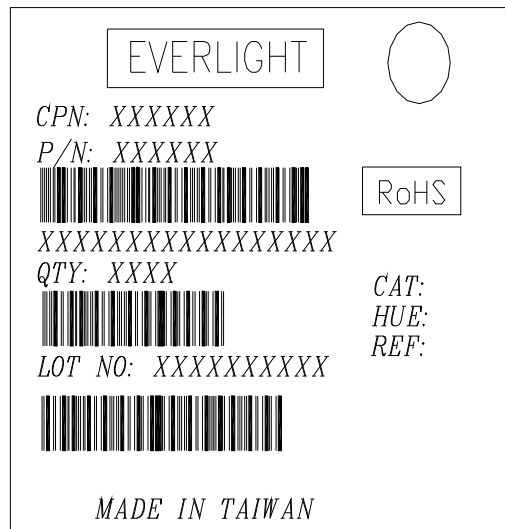 EVERLIGHT
CPN: XXXXXX
P/N: XXXXXX
RoHS
XXXXXXXXXXXXXXXXX
QTY: XXXX
CAT:
HUE:
REF:
LOT NO: XXXXXXXXXX
MADE IN TAIWAN